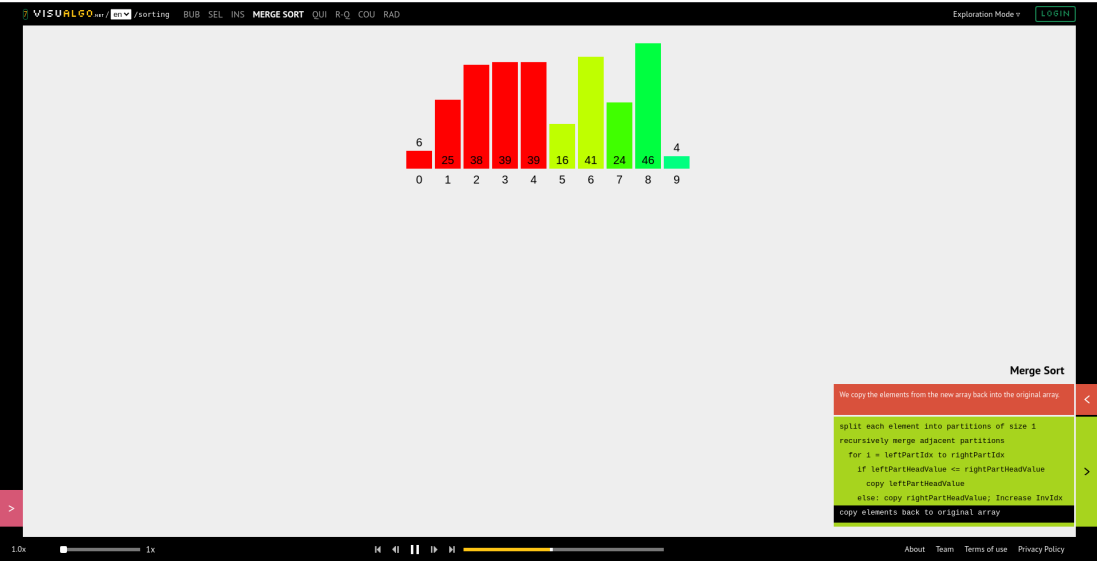 7 VISUALGO.net / en /sorting BUB SEL INS MERGE SORT QUI R-Q COU RAD Exploration Mode ▿ LOGIN
6 25 38 39 39 16 41 24 46 4
0 1 2 3 4 5 6 7 8 9
Merge Sort
We copy the elements from the new array back into the original array.
<
split each element into partitions of size 1
recursively merge adjacent partitions
for i = leftPartIdx to rightPartIdx
if leftPartHeadValue <= rightPartHeadValue
copy leftPartHeadValue
else: copy rightPartHeadValue; Increase InvIdx
copy elements back to original array
>
>
1.0x 1x About Team Terms of use Privacy Policy